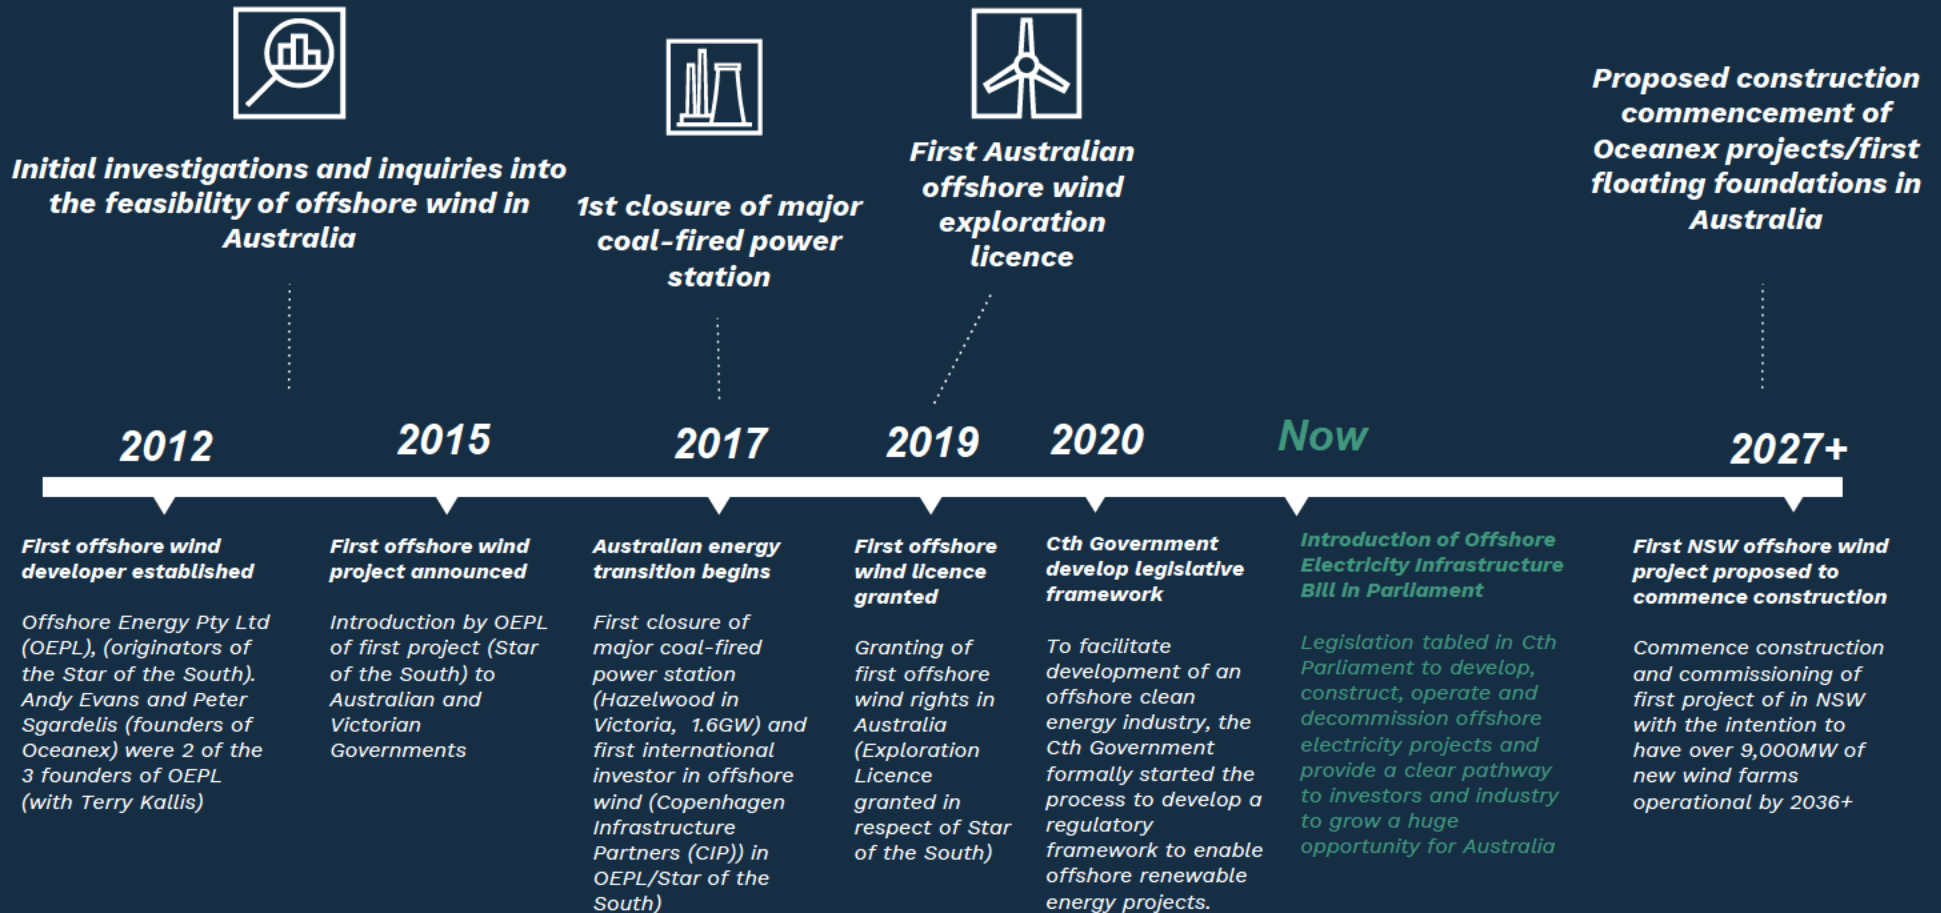 Initial investigations and inquiries into
the feasibility of offshore wind in
Australia
1st closure of major
coal-fired power
station
First Australian
offshore wind
exploration
licence
Proposed construction
commencement of
Oceanex projects/first
floating foundations in
Australia
2012
2015
2017
2019
2020
Now
2027+
First offshore wind
developer established
Offshore Energy Pty Ltd
(OEPL), (originators of
the Star of the South).
Andy Evans and Peter
Sgardelis (founders of
Oceanex) were 2 of the
3 founders of OEPL
(with Terry Kallis)
First offshore wind
project announced
Introduction by OEPL
of first project (Star
of the South) to
Australian and
Victorian
Governments
Australian energy
transition begins
First closure of
major coal-fired
power station
(Hazelwood in
Victoria, 1.6GW) and
first international
investor in offshore
wind (Copenhagen
Infrastructure
Partners (CIP)) in
OEPL/Star of the
South)
First offshore
wind licence
granted
Granting of
first offshore
wind rights in
Australia
(Exploration
Licence
granted in
respect of Star
of the South)
Cth Government
develop legislative
framework
To facilitate
development of an
offshore clean
energy industry, the
Cth Government
formally started the
process to develop a
regulatory
framework to enable
offshore renewable
energy projects.
Introduction of Offshore
Electricity Infrastructure
Bill in Parliament
Legislation tabled in Cth
Parliament to develop,
construct, operate and
decommission offshore
electricity projects and
provide a clear pathway
to investors and industry
to grow a huge
opportunity for Australia
First NSW offshore wind
project proposed to
commence construction
Commence construction
and commissioning of
first project of in NSW
with the intention to
have over 9,000MW of
new wind farms
operational by 2036+